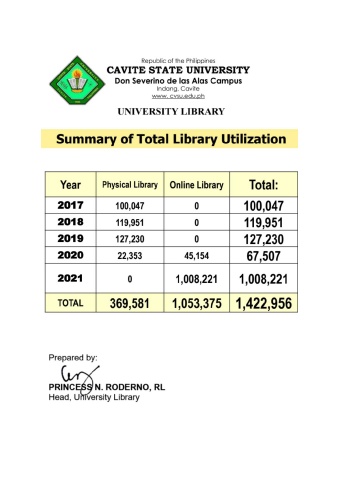 Republic of the Philippines
CAVITE STATE UNIVERSITY
Don Severino de las Alas Campus
Indang, Cavite
www. cvsu.edu.ph
UNIVERSITY LIBRARY
Summary of Total Library Utilization
Year Physical Library Online Library Total:
2017 100,047 0 100,047
2018 119,951 0 119,951
2019 127,230 0 127,230
2020 22,353 45,154 67,507
2021 0 1,008,221 1,008,221
TOTAL 369,581 1,053,375 1,422,956
Prepared by:
PRINCESS N. RODERNO, RL
Head, University Library